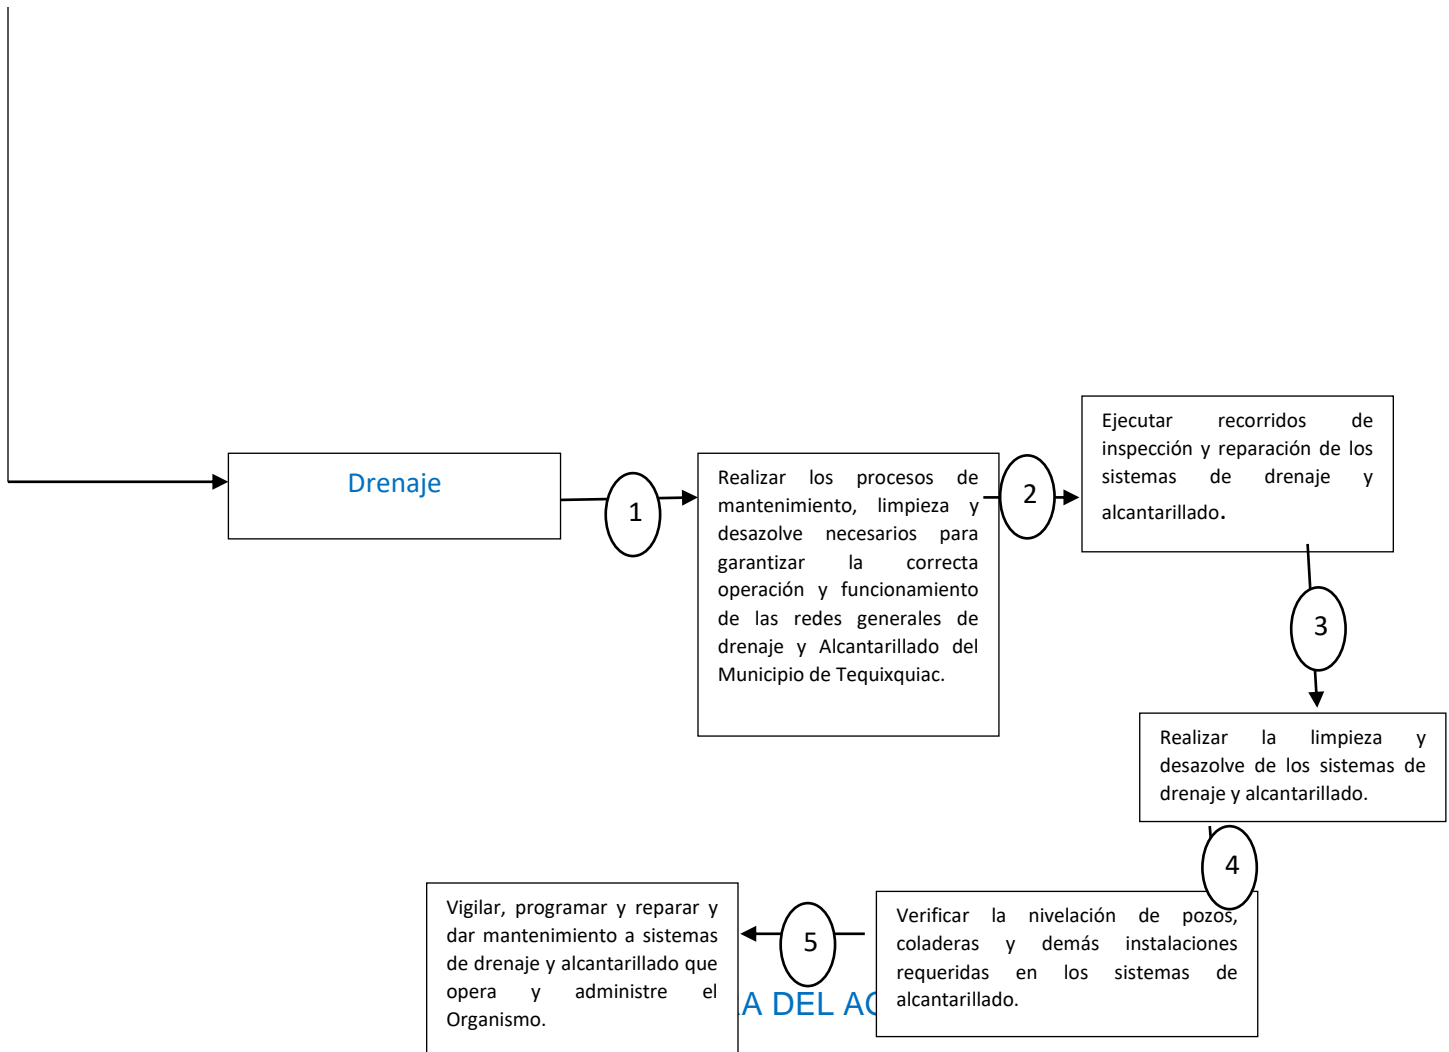 Drenaje
1
Realizar los procesos de
mantenimiento, limpieza y
desazolve necesarios para
garantizar la correcta
operación y funcionamiento
de las redes generales de
drenaje y Alcantarillado del
Municipio de Tequixquiac.
2
Ejecutar recorridos de
inspección y reparación de los
sistemas de drenaje y
alcantarillado.
3
Realizar la limpieza y
desazolve de los sistemas de
drenaje y alcantarillado.
4
Verificar la nivelación de pozos,
coladeras y demás instalaciones
requeridas en los sistemas de
alcantarillado.
5
Vigilar, programar y reparar y
dar mantenimiento a sistemas
de drenaje y alcantarillado que
opera y administre el
Organismo.
DEL